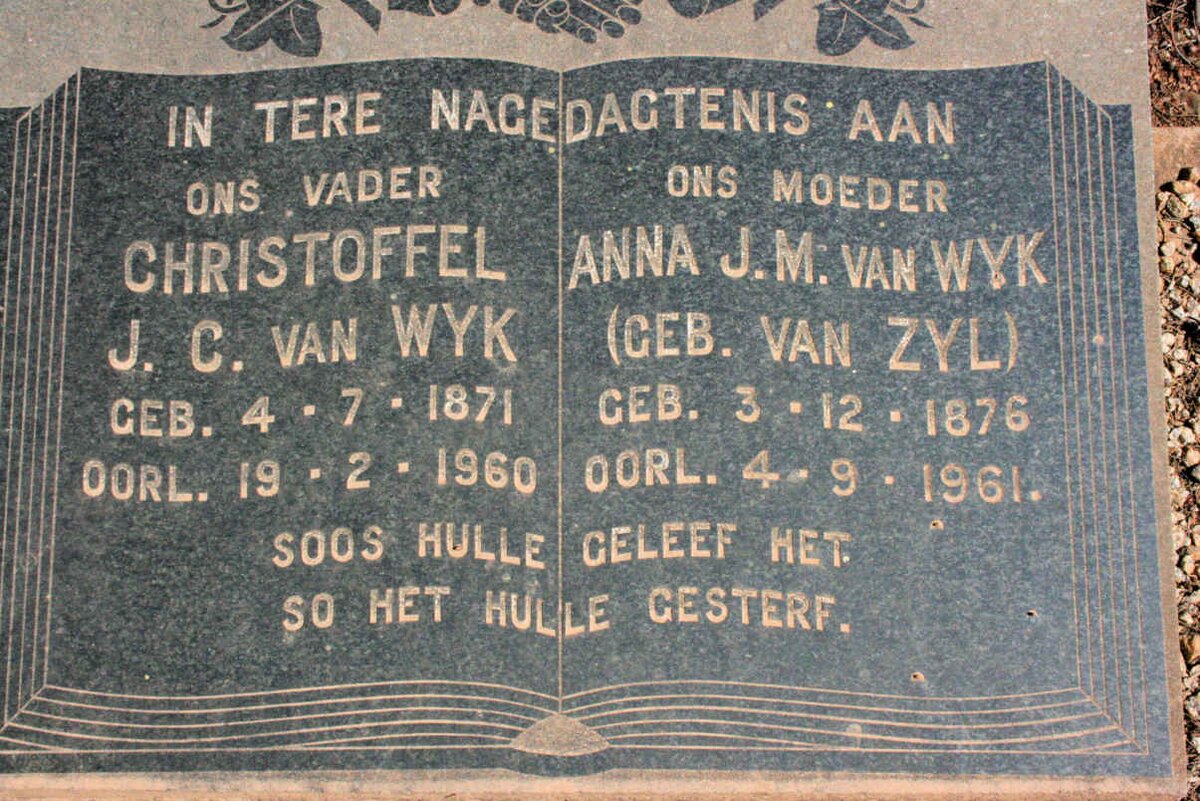 IN TERE NAGEDAGTENIS AAN
ONS VADER
CHRISTOFFEL
J. C. VAN WYK
GEB. 4 · 7 · 1871
OORL. 19 · 2 · 1960
ONS MOEDER
ANNA J. M. VAN WYK
(GEB. VAN ZYL)
GEB. 3 · 12 · 1876
OORL. 4 · 9 · 1961.
SOOS HULLE GELEEF HET
SO HET HULLE GESTERF.